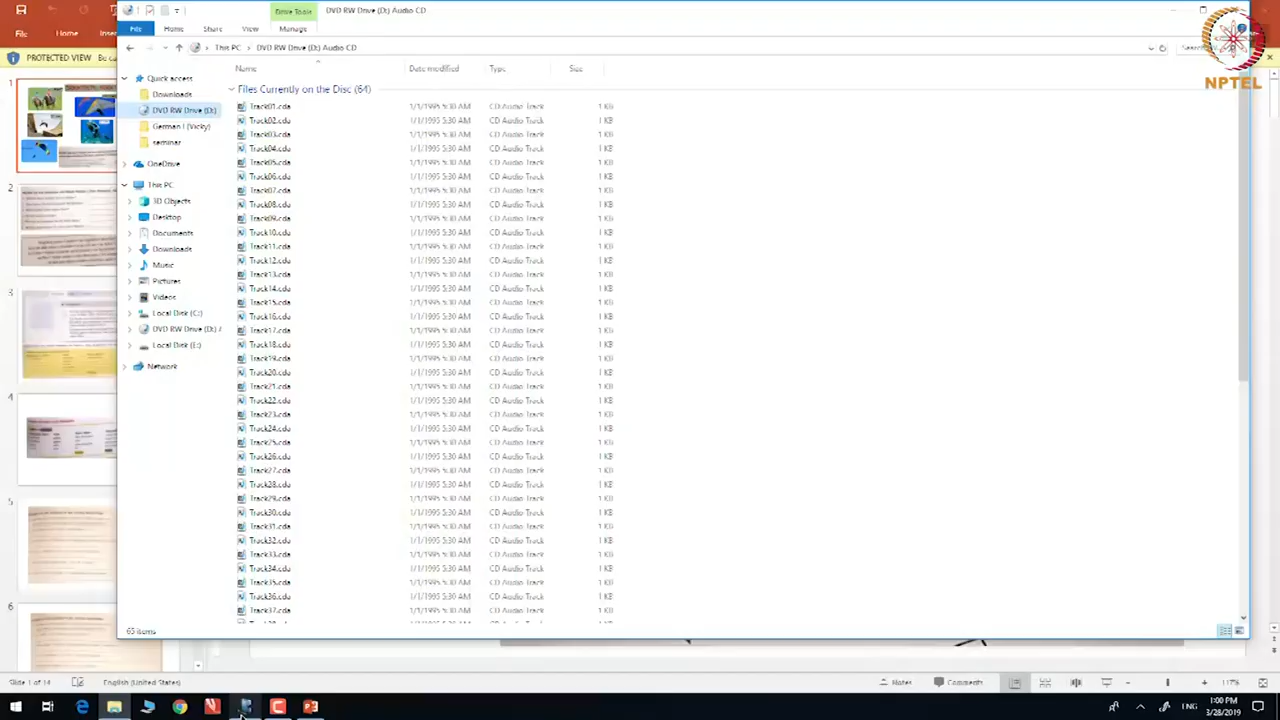 Drive Tools
DVD RW Drive (D:) Audio CD
File
Home
Share
View
Manage
This PC
DVD RW Drive (D:) Audio CD
File
Home
Inser
PROTECTED VIEW
NPTEL
Name
Date modified
Type
Size
Files Currently on the Disc (64)
Quick access
Downloads
DVD RW Drive (D:)
German I (Vicky)
seminar
OneDrive
This PC
3D Objects
Desktop
Documents
Downloads
Music
Pictures
Videos
Local Disk (C:)
DVD RW Drive (D:) A
Local Disk (E:)
Network
Track01.cda 1/1/1995 5:30 AM CD Audio Track 1 KB
Track02.cda 1/1/1995 5:30 AM CD Audio Track 1 KB
Track03.cda 1/1/1995 5:30 AM CD Audio Track 1 KB
Track04.cda 1/1/1995 5:30 AM CD Audio Track 1 KB
Track05.cda 1/1/1995 5:30 AM CD Audio Track 1 KB
Track06.cda 1/1/1995 5:30 AM CD Audio Track 1 KB
Track07.cda 1/1/1995 5:30 AM CD Audio Track 1 KB
Track08.cda 1/1/1995 5:30 AM CD Audio Track 1 KB
Track09.cda 1/1/1995 5:30 AM CD Audio Track 1 KB
Track10.cda 1/1/1995 5:30 AM CD Audio Track 1 KB
Track11.cda 1/1/1995 5:30 AM CD Audio Track 1 KB
Track12.cda 1/1/1995 5:30 AM CD Audio Track 1 KB
Track13.cda 1/1/1995 5:30 AM CD Audio Track 1 KB
Track14.cda 1/1/1995 5:30 AM CD Audio Track 1 KB
Track15.cda 1/1/1995 5:30 AM CD Audio Track 1 KB
Track16.cda 1/1/1995 5:30 AM CD Audio Track 1 KB
Track17.cda 1/1/1995 5:30 AM CD Audio Track 1 KB
Track18.cda 1/1/1995 5:30 AM CD Audio Track 1 KB
Track19.cda 1/1/1995 5:30 AM CD Audio Track 1 KB
Track20.cda 1/1/1995 5:30 AM CD Audio Track 1 KB
Track21.cda 1/1/1995 5:30 AM CD Audio Track 1 KB
Track22.cda 1/1/1995 5:30 AM CD Audio Track 1 KB
Track23.cda 1/1/1995 5:30 AM CD Audio Track 1 KB
Track24.cda 1/1/1995 5:30 AM CD Audio Track 1 KB
Track25.cda 1/1/1995 5:30 AM CD Audio Track 1 KB
Track26.cda 1/1/1995 5:30 AM CD Audio Track 1 KB
Track27.cda 1/1/1995 5:30 AM CD Audio Track 1 KB
Track28.cda 1/1/1995 5:30 AM CD Audio Track 1 KB
Track29.cda 1/1/1995 5:30 AM CD Audio Track 1 KB
Track30.cda 1/1/1995 5:30 AM CD Audio Track 1 KB
Track31.cda 1/1/1995 5:30 AM CD Audio Track 1 KB
Track32.cda 1/1/1995 5:30 AM CD Audio Track 1 KB
Track33.cda 1/1/1995 5:30 AM CD Audio Track 1 KB
Track34.cda 1/1/1995 5:30 AM CD Audio Track 1 KB
Track35.cda 1/1/1995 5:30 AM CD Audio Track 1 KB
Track36.cda 1/1/1995 5:30 AM CD Audio Track 1 KB
Track37.cda 1/1/1995 5:30 AM CD Audio Track 1 KB
65 items
1
2
3
4
5
6
Slide 1 of 14
English (United States)
Notes
Comments
117%
ENG
1:00 PM
3/28/2019